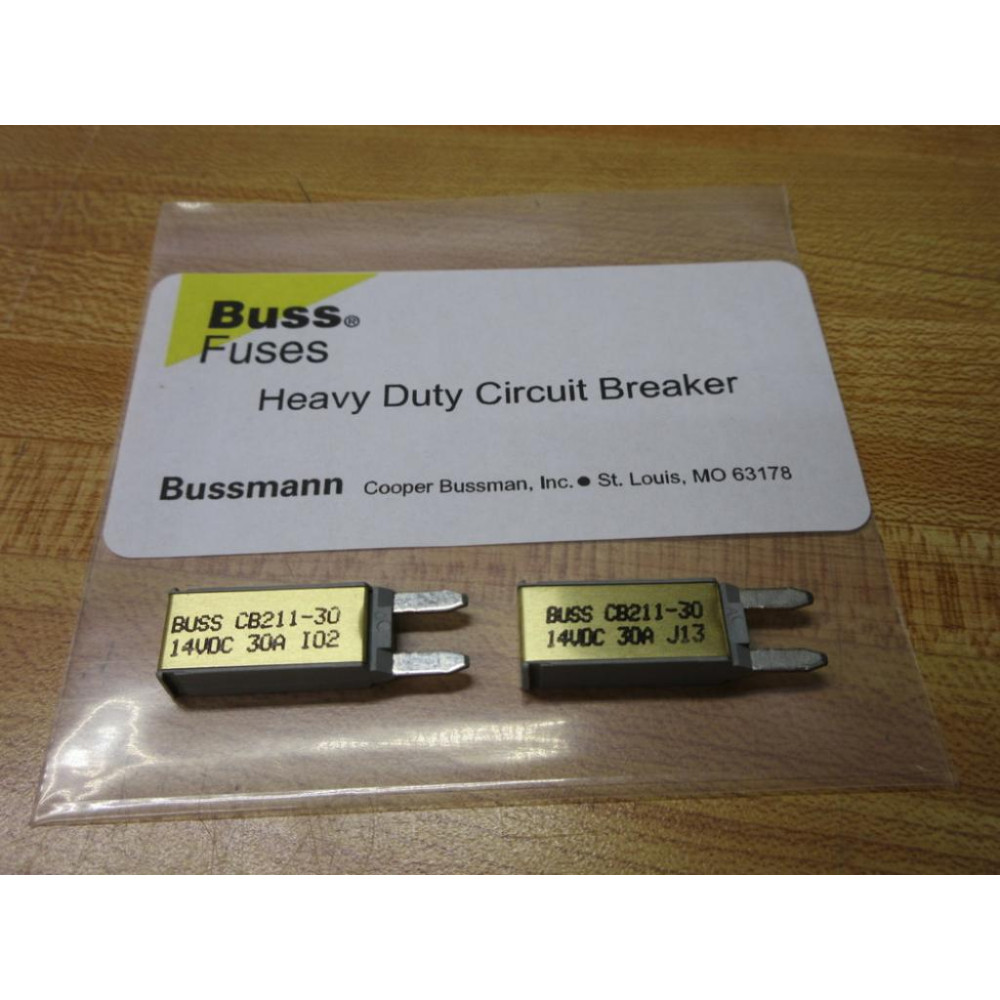 Buss®
Fuses
Heavy Duty Circuit Breaker
Bussmann Cooper Bussman, Inc.● St. Louis, MO 63178
BUSS CB211-30
14VDC 30A I02
BUSS CB211-30
14VDC 30A J13